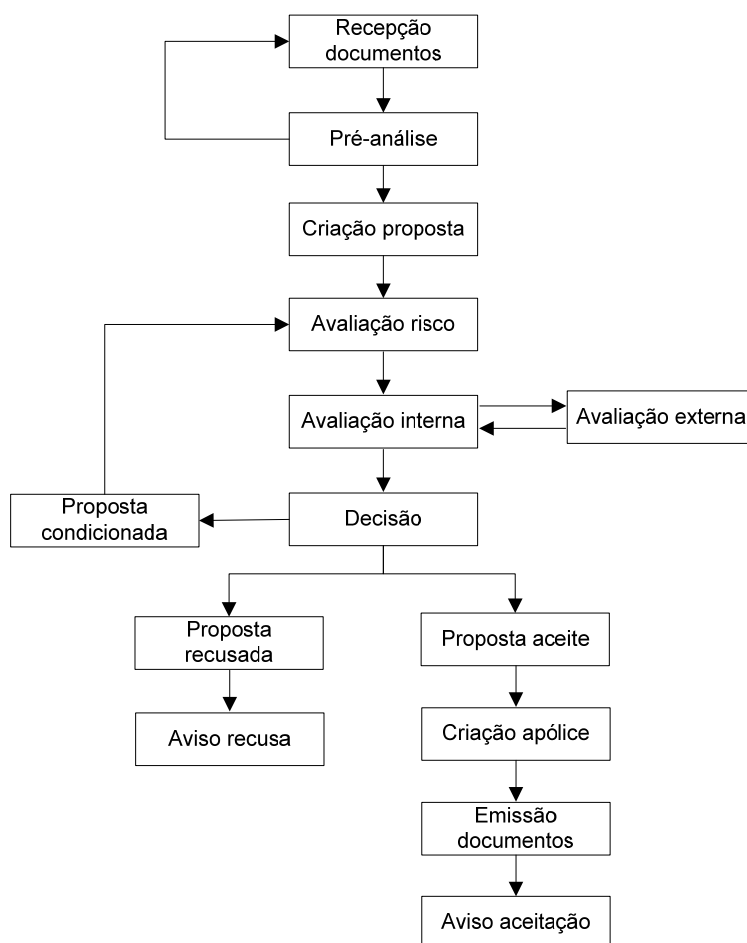 Recepção
documentos
Pré-análise
Criação proposta
Avaliação risco
Avaliação interna
Avaliação externa
Proposta
condicionada
Decisão
Proposta
recusada
Proposta aceite
Aviso recusa
Criação apólice
Emissão
documentos
Aviso aceitação